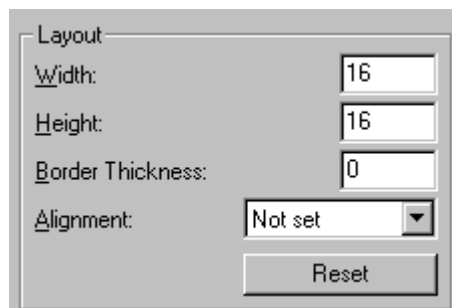 Layout
Width: 16
Height: 16
Border Thickness: 0
Alignment: Not set
Reset